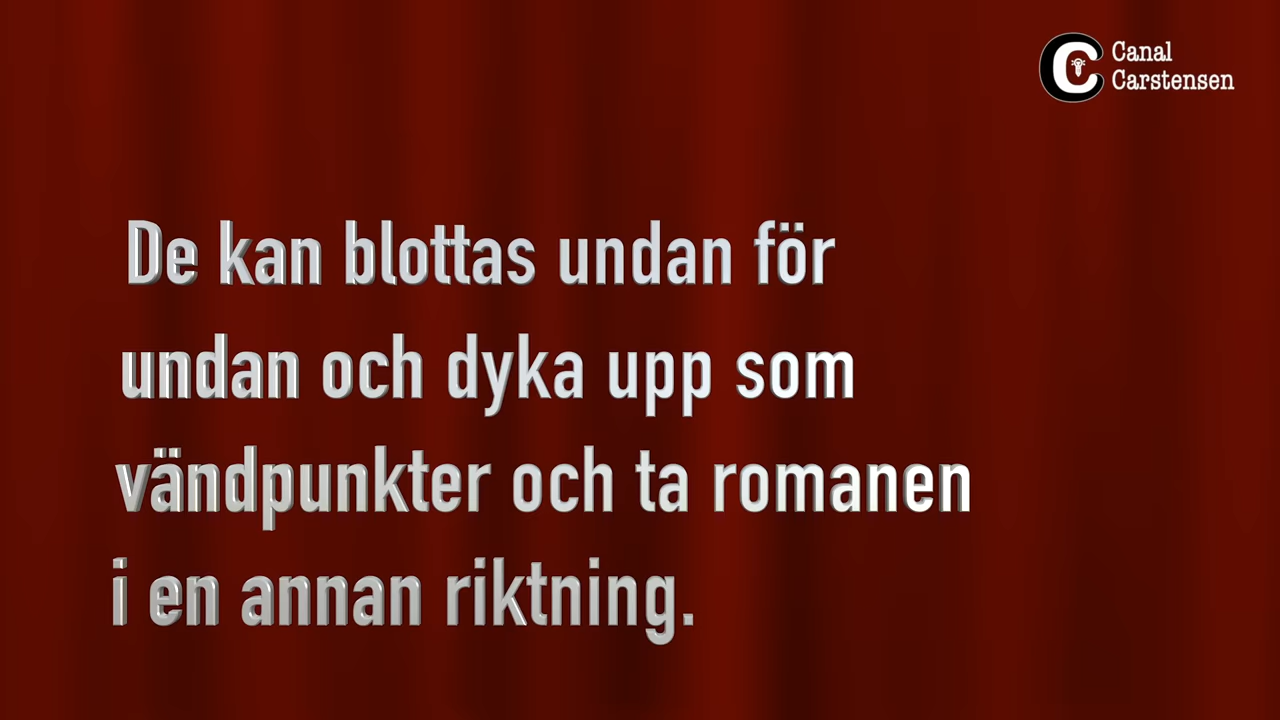 Canal
Carstensen
De kan blottas undan för
undan och dyka upp som
vändpunkter och ta romanen
i en annan riktning.